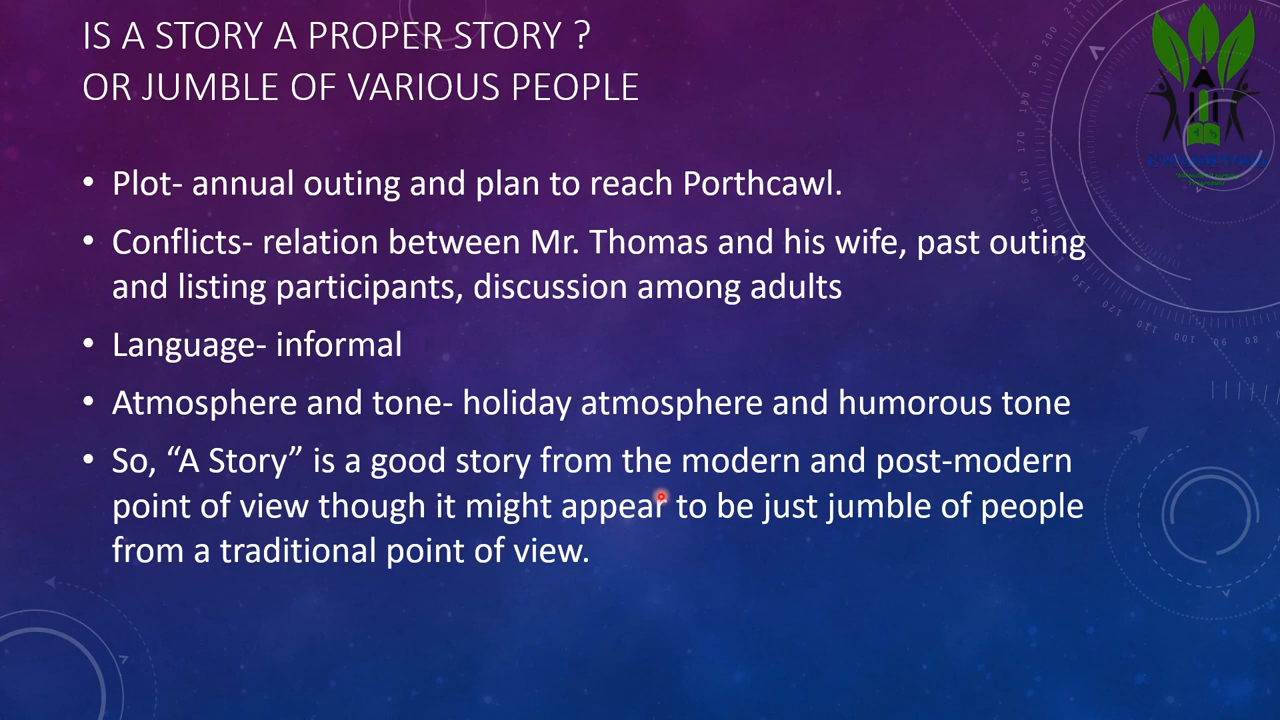 IS A STORY A PROPER STORY ?
OR JUMBLE OF VARIOUS PEOPLE
• Plot- annual outing and plan to reach Porthcawl.
• Conflicts- relation between Mr. Thomas and his wife, past outing
and listing participants, discussion among adults
• Language- informal
• Atmosphere and tone- holiday atmosphere and humorous tone
• So, “A Story” is a good story from the modern and post-modern
point of view though it might appear to be just jumble of people
from a traditional point of view.